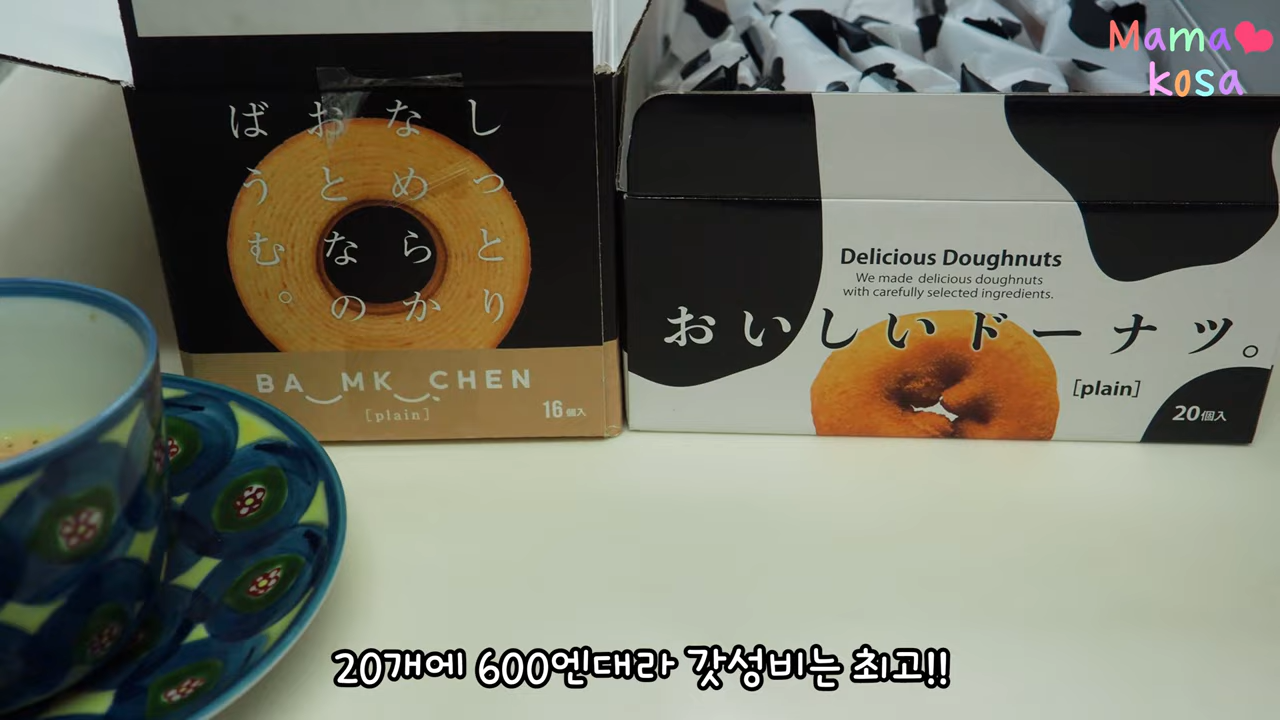 Mama
kosa
しっとり
なめらか
おとなの
ばうむ。
BA‿MK‿CHEN
[plain]
16個入
Delicious Doughnuts
We made delicious doughnuts
with carefully selected ingredients.
おいしいドーナツ。
[plain]
20個入
20개에 600엔대라 갓성비는 최고!!